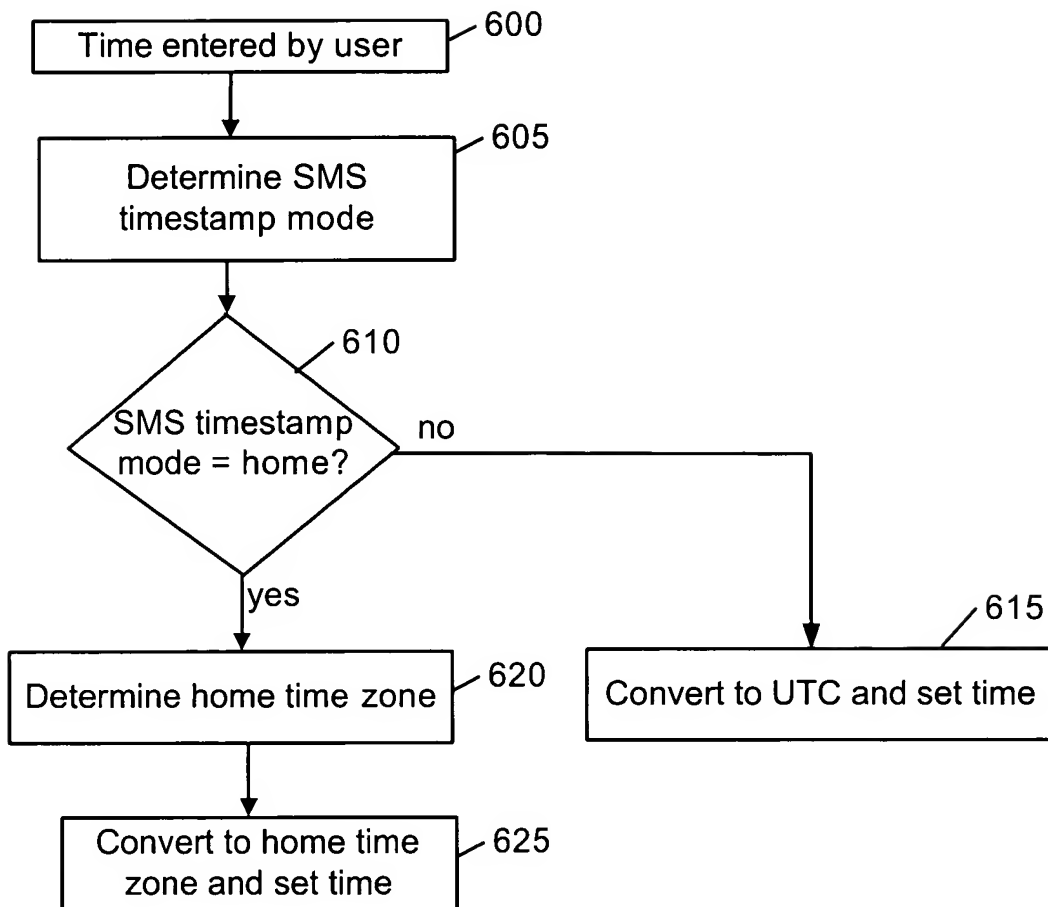 Time entered by user
600
605
Determine SMS
timestamp mode
610
SMS timestamp
mode = home?
no
yes
615
Determine home time zone
620
Convert to UTC and set time
Convert to home time
zone and set time
625